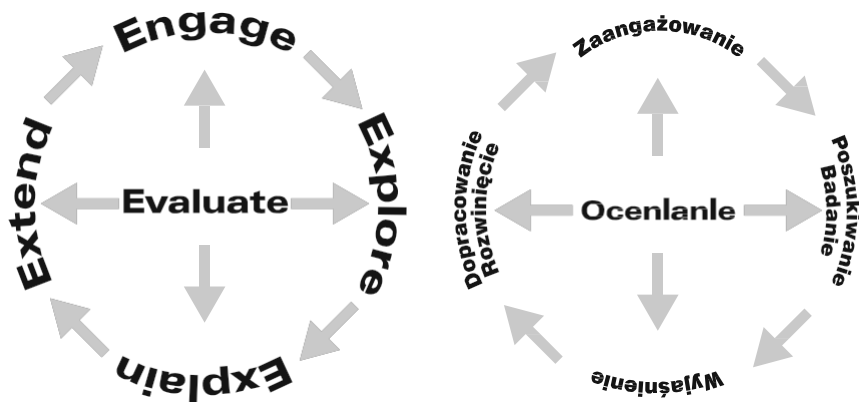 Engage
Explore
Explain
Extend
Evaluate
Zaangażowanie
Poszukiwanie
Badanie
Wyjaśnienie
Dopracowanie
Rozwinięcie
Ocenlanle